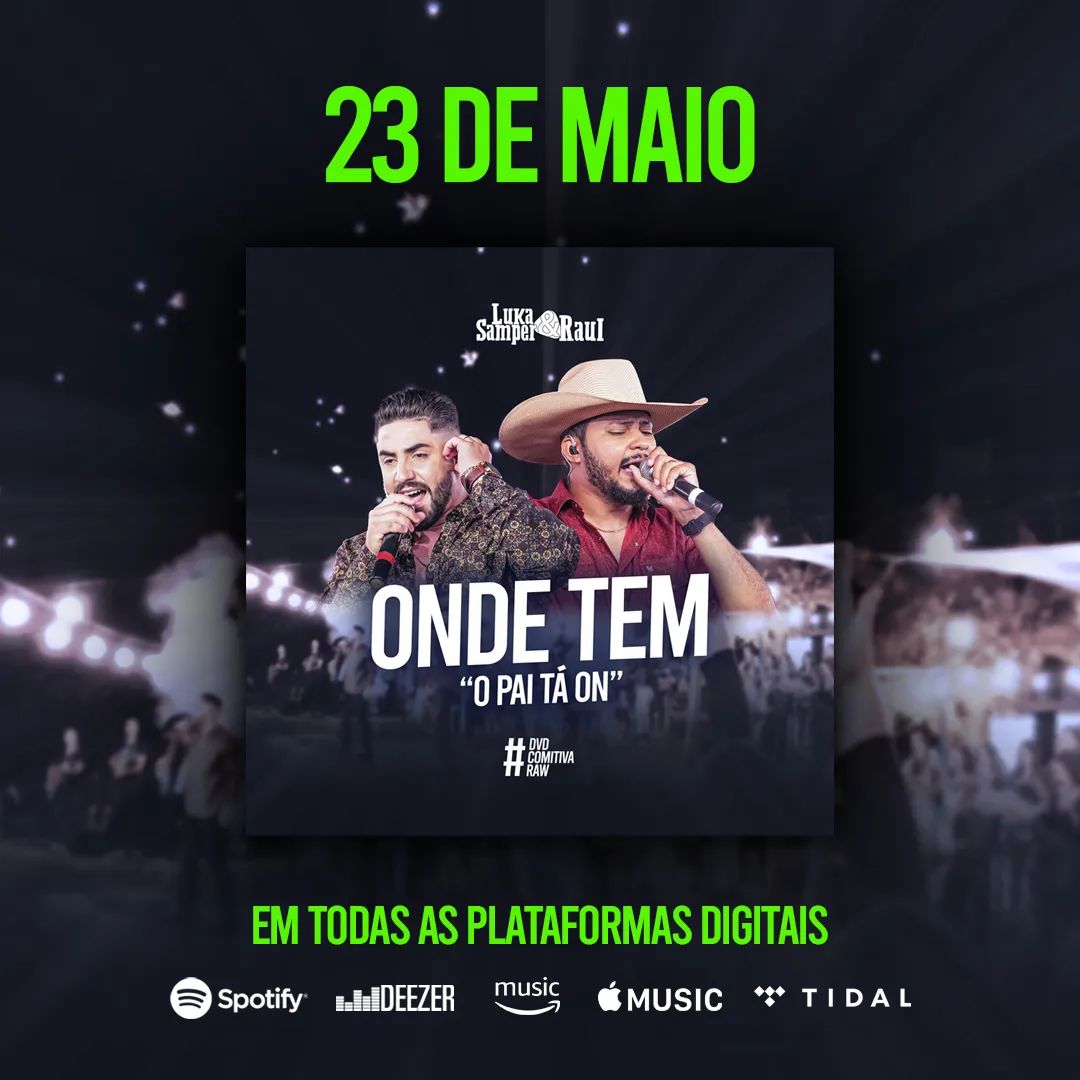 23 DE MAIO
Luka
Samper & Raul
ONDE TEM
“O PAI TÁ ON”
# DVD
COMITIVA
RAW
EM TODAS AS PLATAFORMAS DIGITAIS
Spotify DEEZER music MUSIC TIDAL